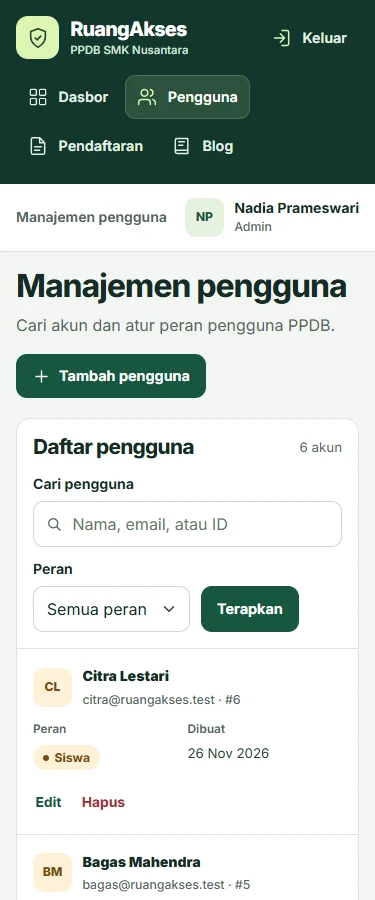 RuangAkses
PPDB SMK Nusantara
Keluar
Dasbor
Pengguna
Pendaftaran
Blog
Manajemen pengguna
NP
Nadia Prameswari
Admin
Manajemen pengguna
Cari akun dan atur peran pengguna PPDB.
+ Tambah pengguna
Daftar pengguna
6 akun
Cari pengguna
Nama, email, atau ID
Peran
Semua peran
Terapkan
CL
Citra Lestari
citra@ruangakses.test · #6
Peran
Dibuat
• Siswa
26 Nov 2026
Edit
Hapus
BM
Bagas Mahendra
bagas@ruangakses.test · #5